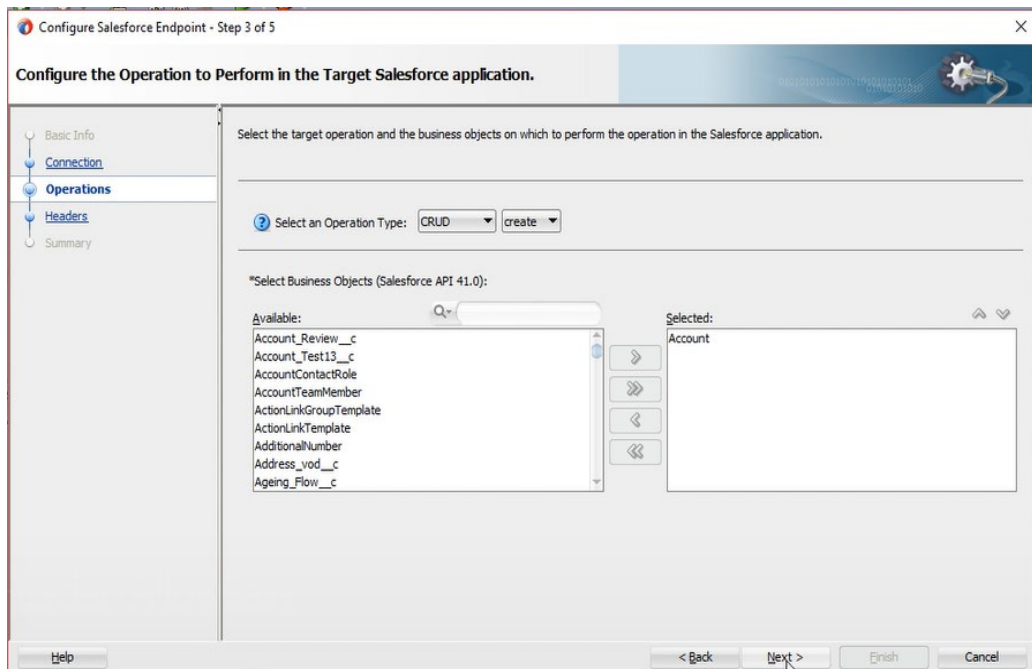 Configure Salesforce Endpoint - Step 3 of 5
Configure the Operation to Perform in the Target Salesforce application.
Basic Info
Connection
Operations
Headers
Summary
Select the target operation and the business objects on which to perform the operation in the Salesforce application.
Select an Operation Type: CRUD create
*Select Business Objects (Salesforce API 41.0):
Available:
Account_Review__c
Account_Test13__c
AccountContactRole
AccountTeamMember
ActionLinkGroupTemplate
ActionLinkTemplate
AdditionalNumber
Address_vod__c
Ageing_Flow__c
Selected:
Account
Help < Back Next > Finish Cancel